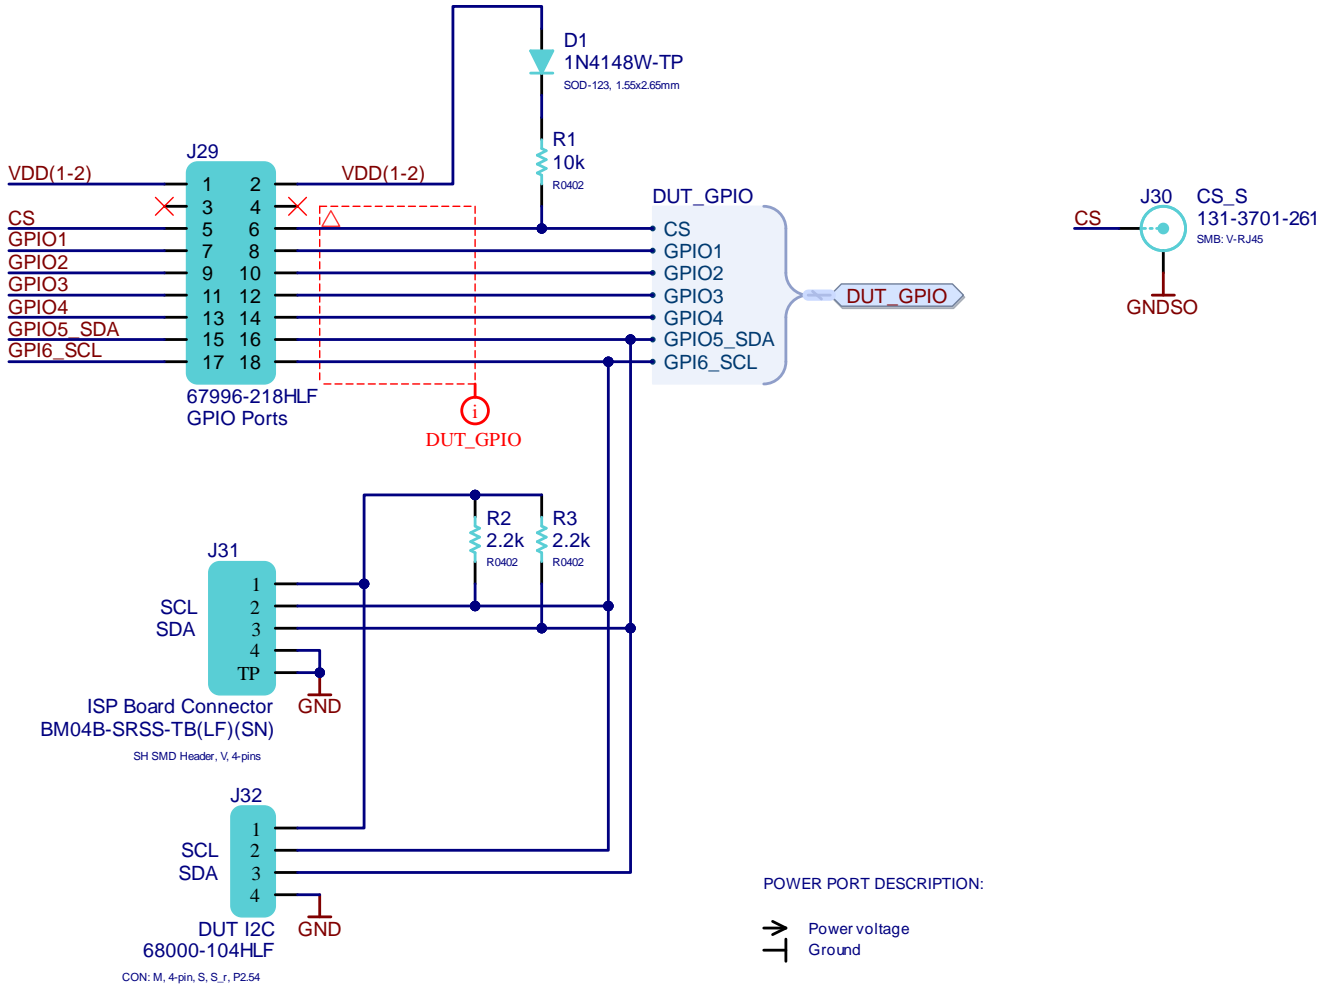 D1
1N4148W-TP
SOD-123, 1.55x2.65mm
R1
10k
R0402
J29
VDD(1-2)
1 2
VDD(1-2)
3 4
CS
5 6
GPIO1
7 8
GPIO2
9 10
GPIO3
11 12
GPIO4
13 14
GPIO5_SDA
15 16
GPI6_SCL
17 18
67996-218HLF
GPIO Ports
DUT_GPIO
CS
GPIO1
GPIO2
GPIO3
GPIO4
GPIO5_SDA
GPI6_SCL
DUT_GPIO
i
DUT_GPIO
CS
J30
CS_S
131-3701-261
SMB: V-RJ45
GNDSO
R2
2.2k
R0402
R3
2.2k
R0402
J31
1
SCL 2
SDA 3
4
TP
GND
ISP Board Connector
BM04B-SRSS-TB(LF)(SN)
SH SMD Header, V, 4-pins
J32
1
SCL 2
SDA 3
4
GND
DUT I2C
68000-104HLF
CON: M, 4-pin, S, S_r, P2.54
POWER PORT DESCRIPTION:
Power voltage
Ground